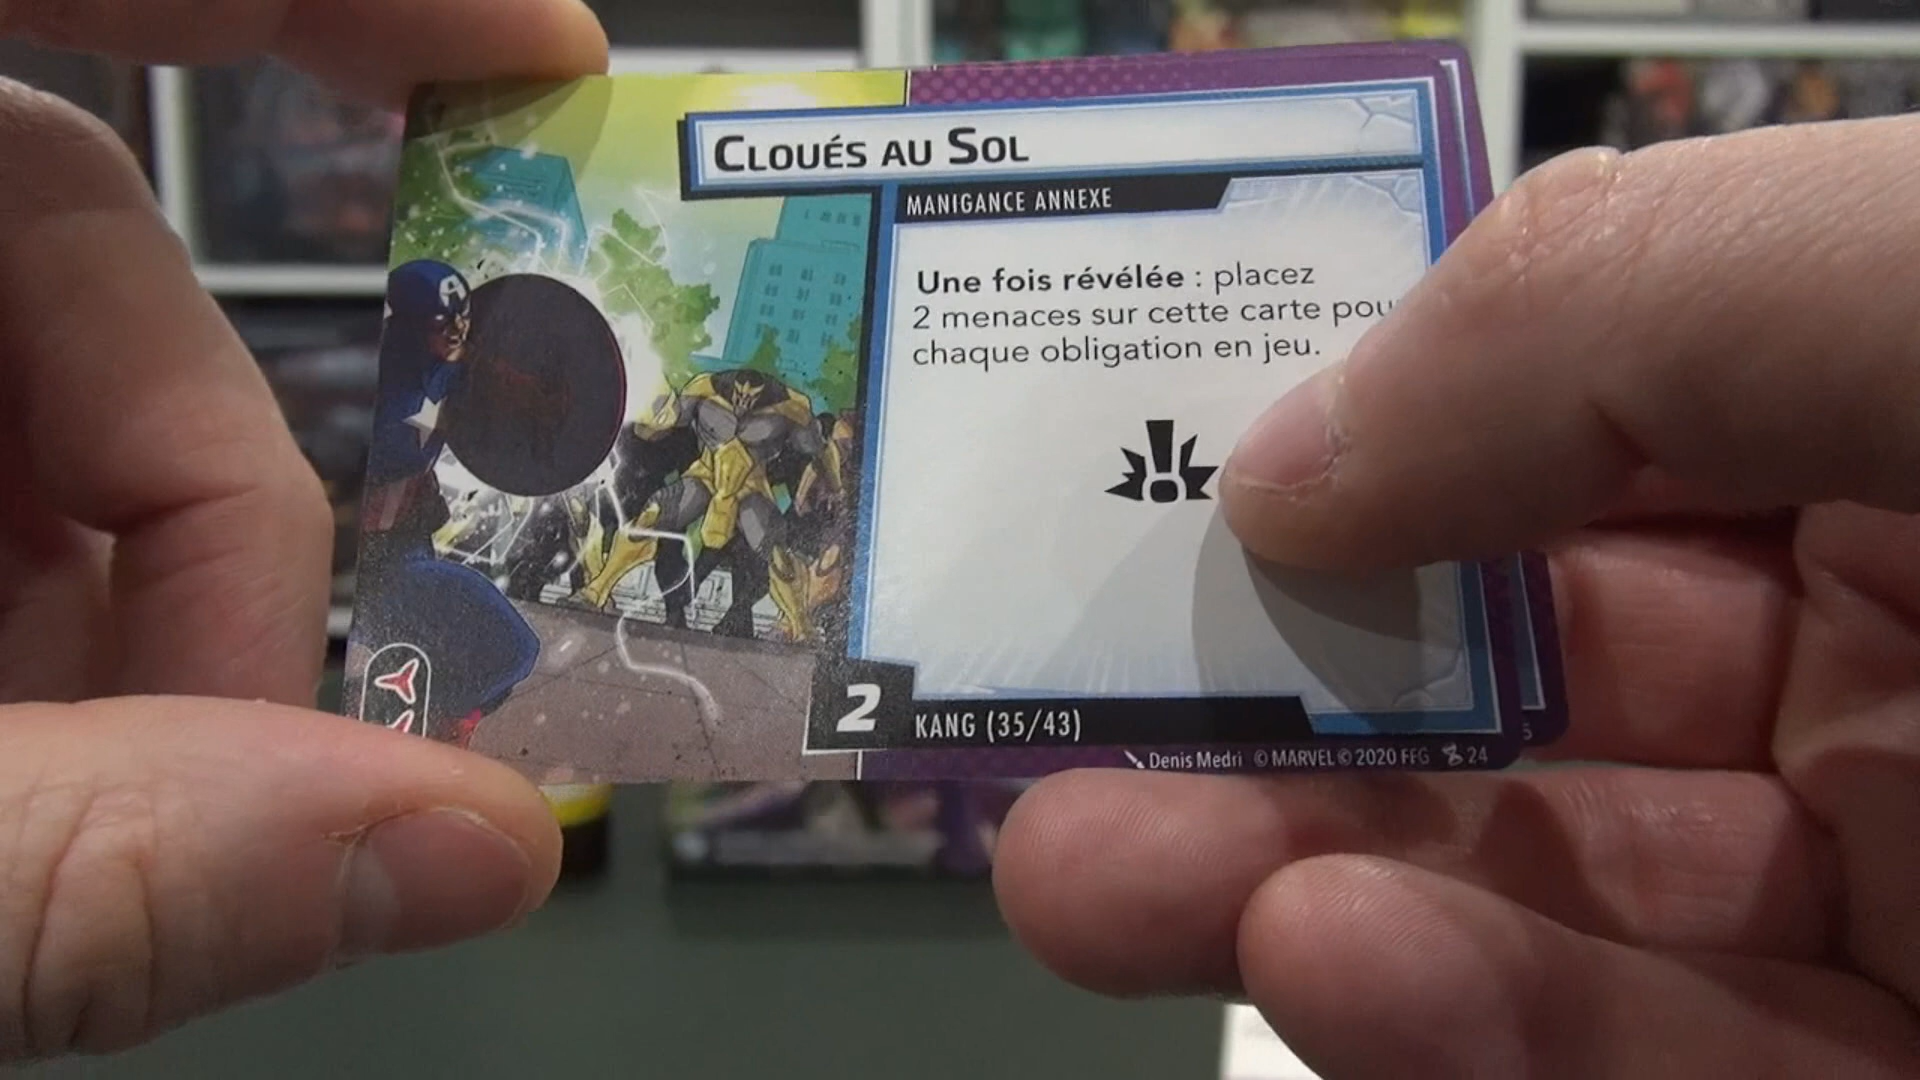 Cloués au Sol
MANIGANCE ANNEXE
Une fois révélée : placez
2 menaces sur cette carte
chaque obligation en jeu.
2
KANG (35/43)
Denis Medri © MARVEL © 2020 FFG 24
5
A